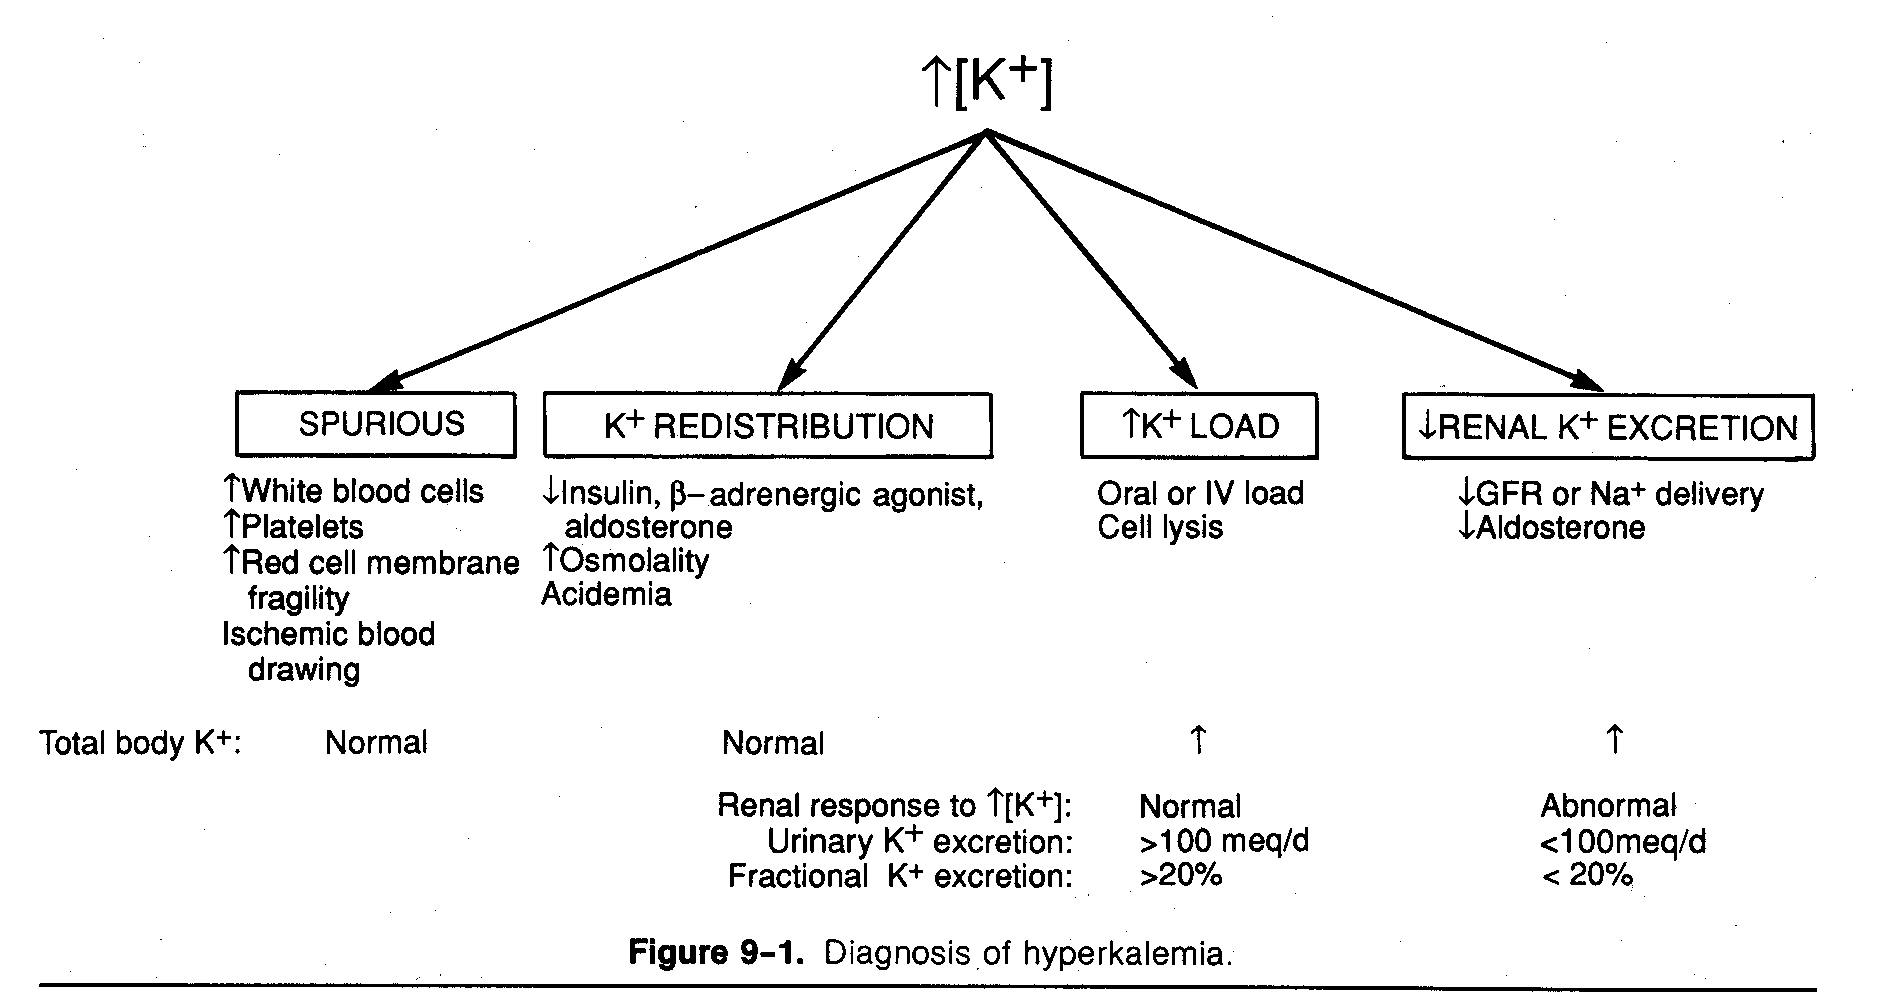 ↑[K+]
SPURIOUS
↑White blood cells
↑Platelets
↑Red cell membrane
fragility
Ischemic blood
drawing
K+ REDISTRIBUTION
↓Insulin, β–adrenergic agonist,
aldosterone
↑Osmolality
Acidemia
↑K+ LOAD
Oral or IV load
Cell lysis
↓RENAL K+ EXCRETION
↓GFR or Na+ delivery
↓Aldosterone
Total body K+: Normal Normal ↑ ↑
Renal response to ↑[K+]: Normal Abnormal
Urinary K+ excretion: >100 meq/d <100meq/d
Fractional K+ excretion: >20% < 20%
Figure 9–1. Diagnosis of hyperkalemia.